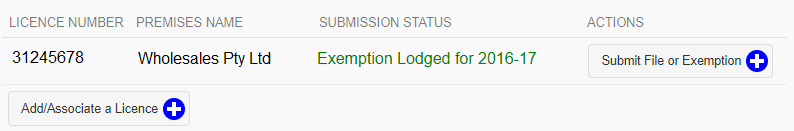 LICENCE NUMBER PREMISES NAME SUBMISSION STATUS ACTIONS
31245678 Wholesales Pty Ltd Exemption Lodged for 2016-17 Submit File or Exemption
Add/Associate a Licence